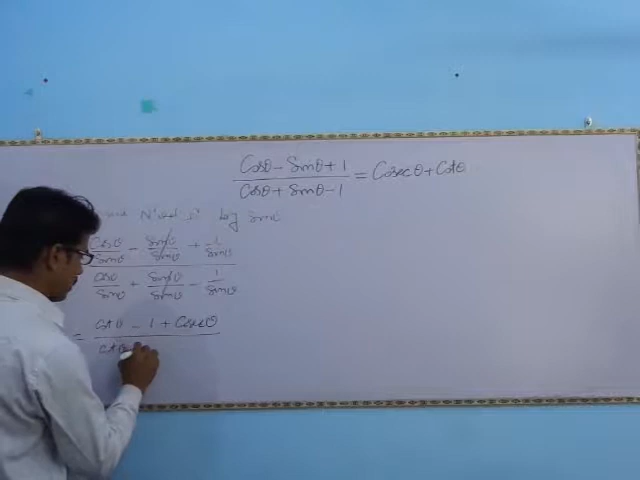 Cosθ - Sinθ + 1 / Cosθ + Sinθ - 1 = Cosecθ + Cotθ
by Sinθ
Cosθ/Sinθ - Sinθ/Sinθ + 1/Sinθ
Cosθ/Sinθ + Sinθ/Sinθ - 1/Sinθ
= Cotθ - 1 + Cosecθ
Cotθ